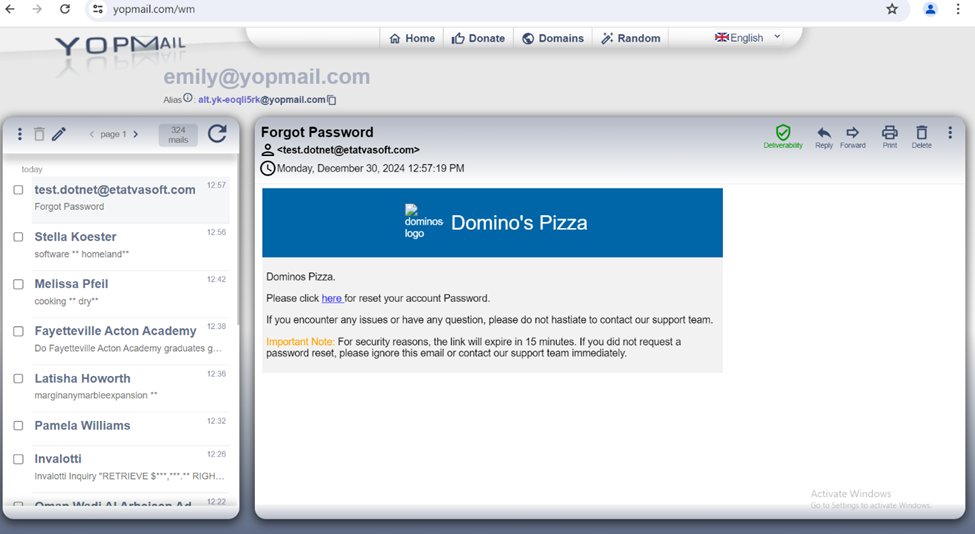 yopmail.com/wm
YOPMAIL
Home
Donate
Domains
Random
English
emily@yopmail.com
Alias : alt.yk-eoqli5rk@yopmail.com
page 1
324
mails
today
test.dotnet@etatvasoft.com 12:57
Forgot Password
Stella Koester 12:56
software ** homeland**
Melissa Pfeil 12:42
cooking ** dry**
Fayetteville Acton Academy 12:38
Do Fayetteville Acton Academy graduates g...
Latisha Howorth 12:36
marginanymarbleexpansion **
Pamela Williams 12:32
Invalotti 12:26
Invalotti Inquiry "RETRIEVE $***,***.** RIGH...
Oman Wadi Al Arbaieen Ad 12:22
Forgot Password
<test.dotnet@etatvasoft.com>
Monday, December 30, 2024 12:57:19 PM
Deliverability
Reply
Forward
Print
Delete
dominos
logo
Domino's Pizza
Dominos Pizza.
Please click here for reset your account Password.
If you encounter any issues or have any question, please do not hastiate to contact our support team.
Important Note: For security reasons, the link will expire in 15 minutes. If you did not request a
password reset, please ignore this email or contact our support team immediately.
Activate Windows
Go to Settings to activate Windows.